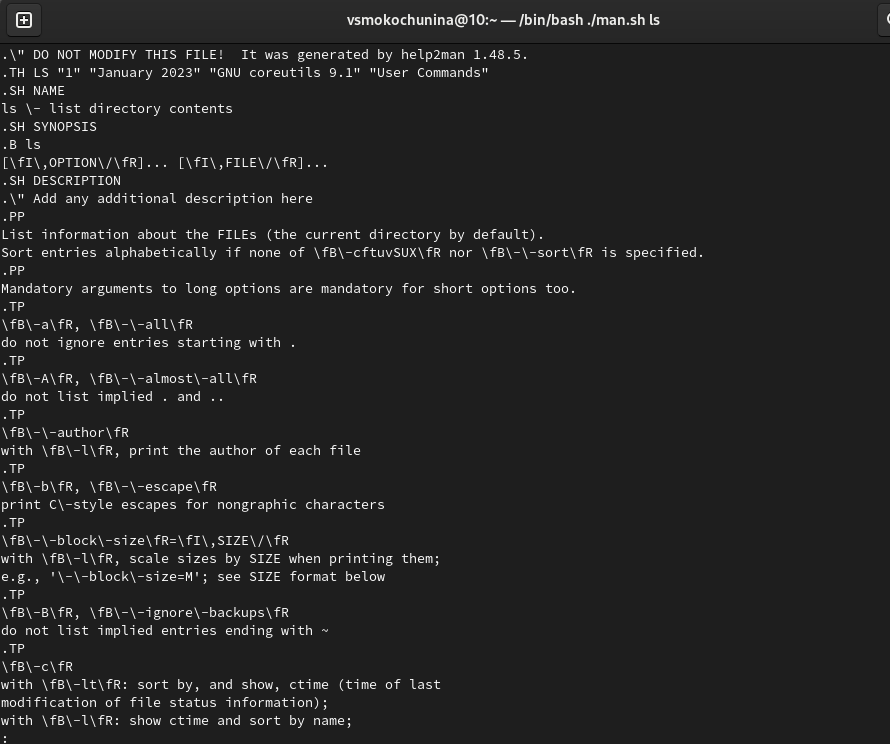 vsmokochunina@10:~ — /bin/bash ./man.sh ls
.\" DO NOT MODIFY THIS FILE!  It was generated by help2man 1.48.5.
.TH LS "1" "January 2023" "GNU coreutils 9.1" "User Commands"
.SH NAME
ls \- list directory contents
.SH SYNOPSIS
.B ls
[\fI\,OPTION\/\fR]... [\fI\,FILE\/\fR]...
.SH DESCRIPTION
.\" Add any additional description here
.PP
List information about the FILEs (the current directory by default).
Sort entries alphabetically if none of \fB\-cftuvSUX\fR nor \fB\-\-sort\fR is specified.
.PP
Mandatory arguments to long options are mandatory for short options too.
.TP
\fB\-a\fR, \fB\-\-all\fR
do not ignore entries starting with .
.TP
\fB\-A\fR, \fB\-\-almost\-all\fR
do not list implied . and ..
.TP
\fB\-\-author\fR
with \fB\-l\fR, print the author of each file
.TP
\fB\-b\fR, \fB\-\-escape\fR
print C\-style escapes for nongraphic characters
.TP
\fB\-\-block\-size\fR=\fI\,SIZE\/\fR
with \fB\-l\fR, scale sizes by SIZE when printing them;
e.g., '\-\-block\-size=M'; see SIZE format below
.TP
\fB\-B\fR, \fB\-\-ignore\-backups\fR
do not list implied entries ending with ~
.TP
\fB\-c\fR
with \fB\-lt\fR: sort by, and show, ctime (time of last
modification of file status information);
with \fB\-l\fR: show ctime and sort by name;
: